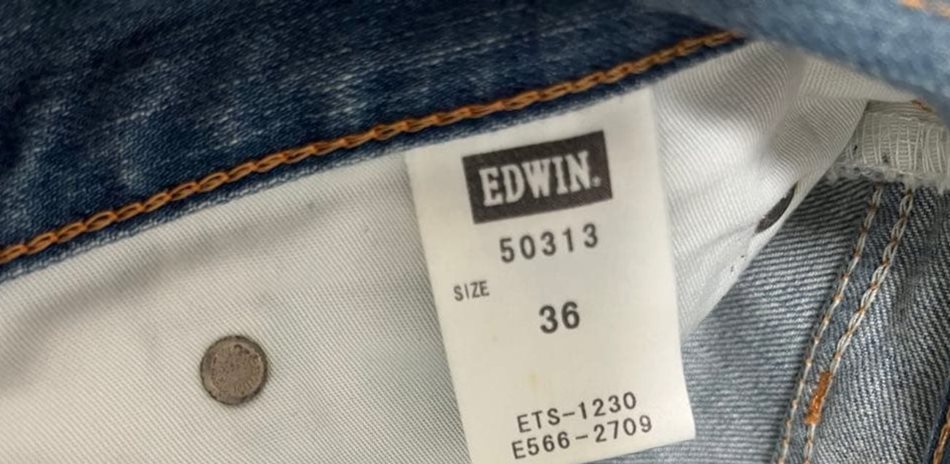 EDWIN.
50313
SIZE
36
ETS-1230
E566-2709